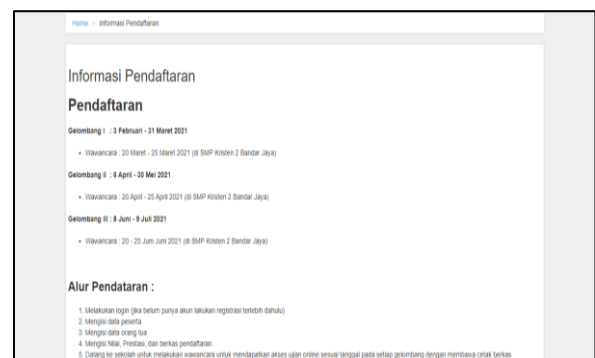 Home > Informasi Pendaftaran
Informasi Pendaftaran
Pendaftaran
Gelombang I : 3 Februari - 31 Maret 2021
• Wawancara : 20 Maret - 25 Maret 2021 (di SMP Kristen 2 Bandar Jaya)
Gelombang II : 6 April - 30 Mei 2021
• Wawancara : 20 April - 25 April 2021 (di SMP Kristen 2 Bandar Jaya)
Gelombang III : 8 Juni - 9 Juli 2021
• Wawancara : 20 - 25 Juni Juni 2021 (di SMP Kristen 2 Bandar Jaya)
Alur Pendataran :
1. Melakukan login (jika belum punya akun lakukan registrasi terlebih dahulu)
2. Mengisi data peserta
3. Mengisi data orang tua
4. Mengisi Nilai, Prestasi, dan berkas pendaftaran.
5. Datang ke sekolah untuk melakukan wawancara untuk mendapatkan akses ujian online sesuai tanggal pada setiap gelombang dengan membawa cetak berkas